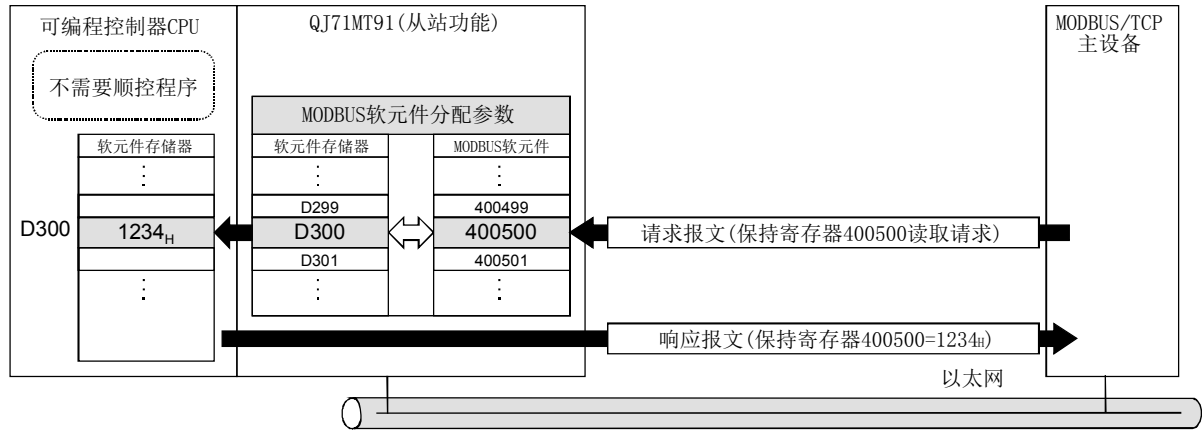 可编程控制器CPU
QJ71MT91(从站功能)
MODBUS/TCP
主设备
不需要顺控程序
MODBUS软元件分配参数
软元件存储器
软元件存储器
MODBUS软元件
D299
400499
D300
1234H
D300
400500
请求报文(保持寄存器400500读取请求)
D301
400501
响应报文(保持寄存器400500=1234H)
以太网